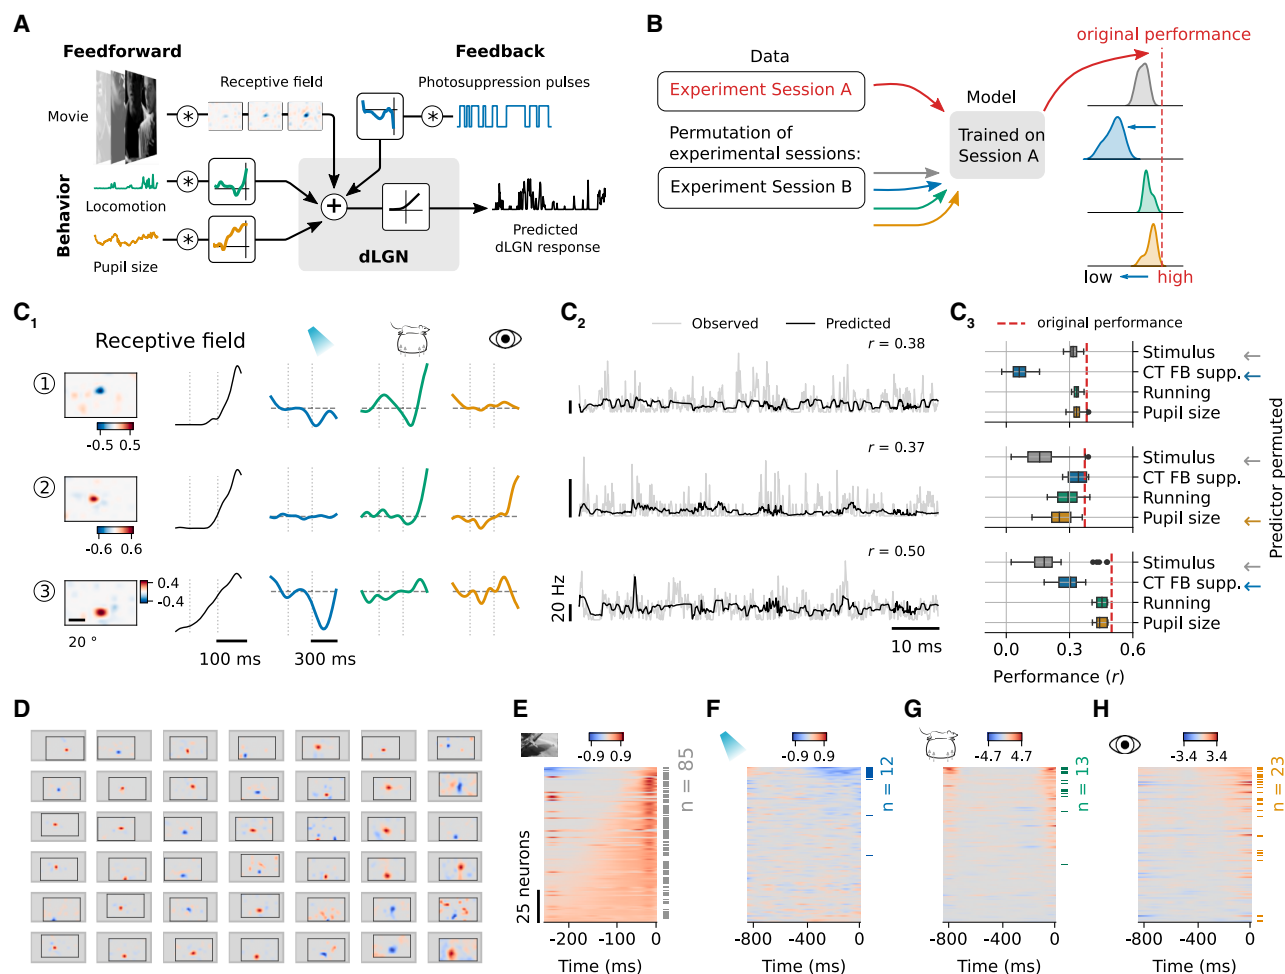 A
Feedforward
Feedback
Receptive field
Photosuppression pulses
Movie
Locomotion
Pupil size
Behavior
+
dLGN
Predicted
dLGN response
B
original performance
Data
Experiment Session A
Model
Trained on
Session A
Permutation of
experimental sessions:
Experiment Session B
low
high
C1
Receptive field
1
-0.5 0.5
2
-0.6 0.6
3
0.4
-0.4
20 °
100 ms
300 ms
C2
Observed
Predicted
r = 0.38
r = 0.37
r = 0.50
20 Hz
10 ms
C3
original performance
Stimulus
CT FB supp.
Running
Pupil size
Stimulus
CT FB supp.
Running
Pupil size
Stimulus
CT FB supp.
Running
Pupil size
0.0 0.3 0.6
Performance (r)
Predictor permuted
D
E
-0.9 0.9
n = 85
25 neurons
-200 -100 0
Time (ms)
F
-0.9 0.9
n = 12
-800 -400 0
Time (ms)
G
-4.7 4.7
n = 13
-800 -400 0
Time (ms)
H
-3.4 3.4
n = 23
-800 -400 0
Time (ms)